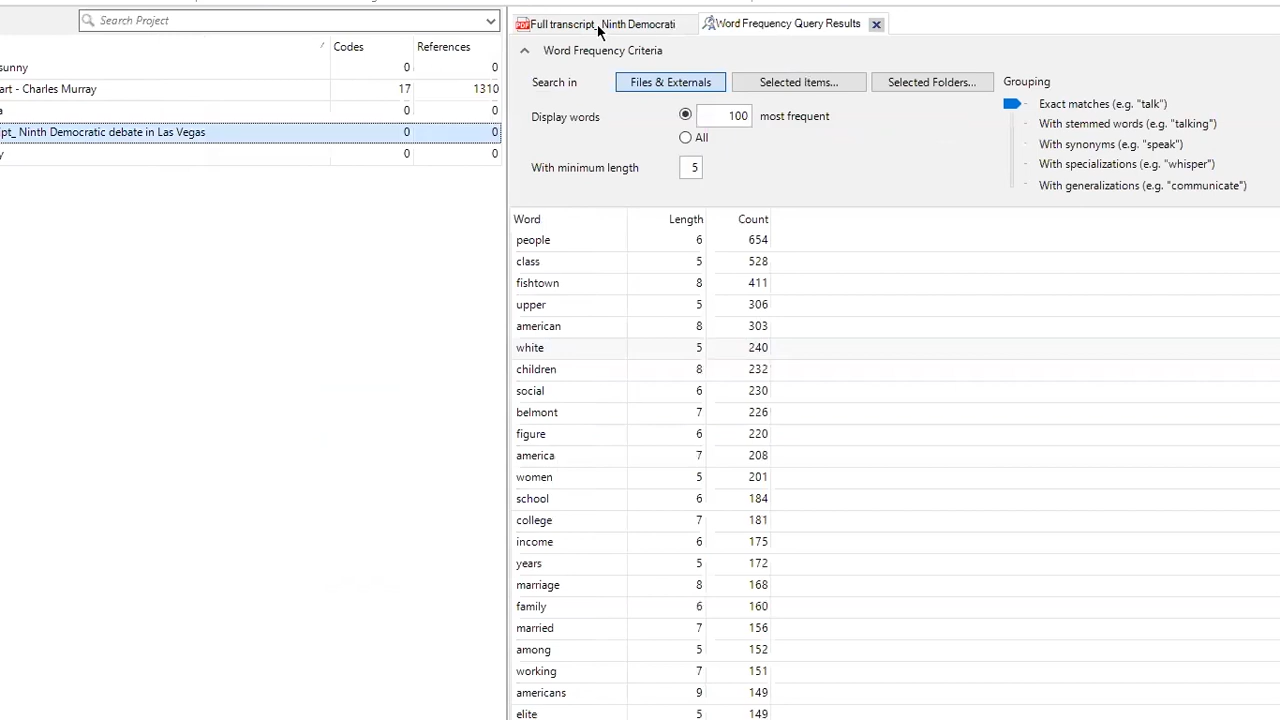 Search Project
Codes References
sunny 0 0
art - Charles Murray 17 1310
a 0 0
pt_ Ninth Democratic debate in Las Vegas 0 0
y 0 0
Full transcript_ Ninth Democrati
Word Frequency Query Results
Word Frequency Criteria
Search in Files & Externals Selected Items... Selected Folders... Grouping
Display words 100 most frequent
All
With minimum length 5
Exact matches (e.g. "talk")
With stemmed words (e.g. "talking")
With synonyms (e.g. "speak")
With specializations (e.g. "whisper")
With generalizations (e.g. "communicate")
Word Length Count
people 6 654
class 5 528
fishtown 8 411
upper 5 306
american 8 303
white 5 240
children 8 232
social 6 230
belmont 7 226
figure 6 220
america 7 208
women 5 201
school 6 184
college 7 181
income 6 175
years 5 172
marriage 8 168
family 6 160
married 7 156
among 5 152
working 7 151
americans 9 149
elite 5 149